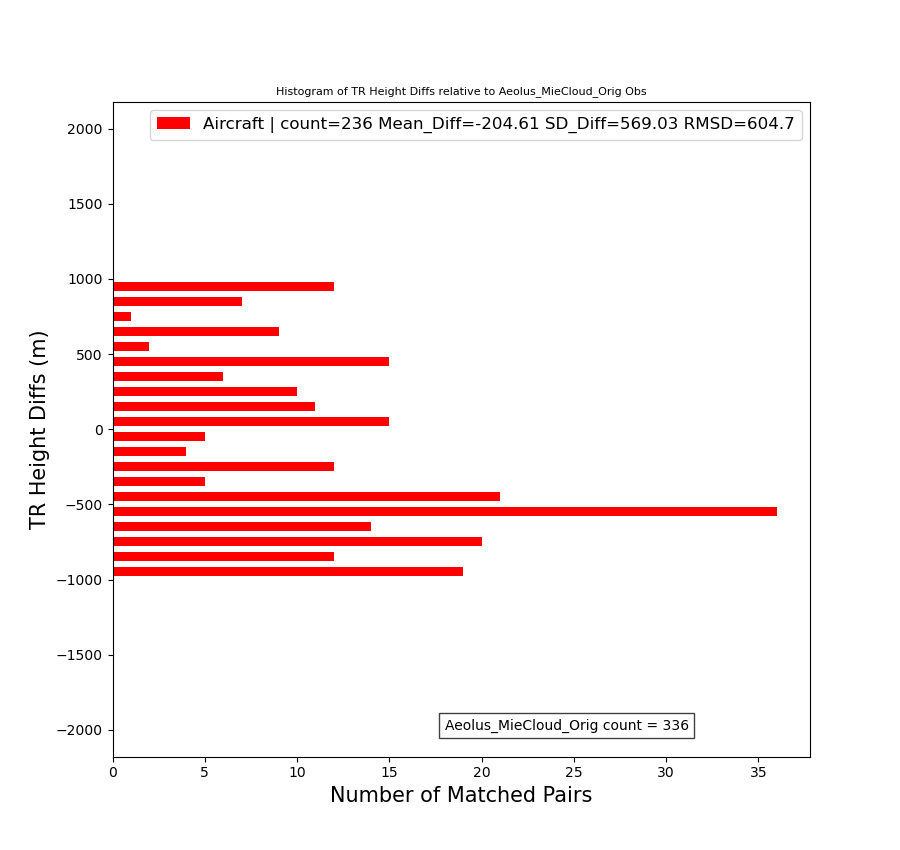 Histogram of TR Height Diffs relative to Aeolus_MieCloud_Orig Obs
Aircraft | count=236 Mean_Diff=-204.61 SD_Diff=569.03 RMSD=604.7
TR Height Diffs (m)
2000
1500
1000
500
0
−500
−1000
−1500
−2000
Aeolus_MieCloud_Orig count = 336
0 5 10 15 20 25 30 35
Number of Matched Pairs